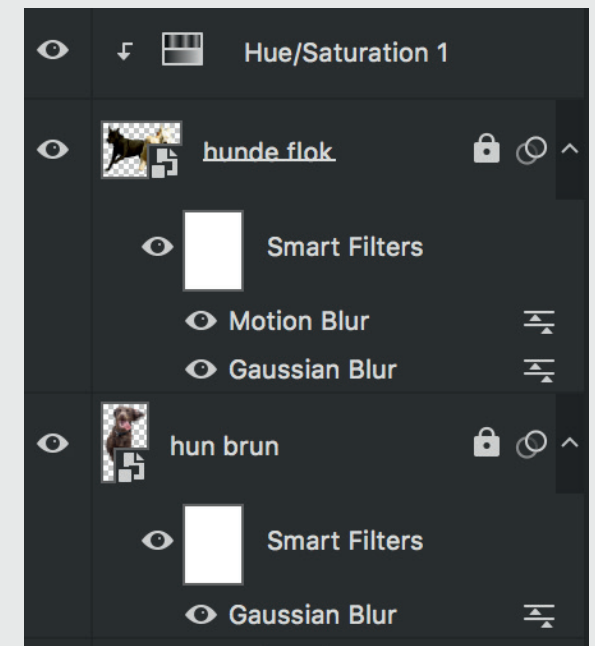 Hue/Saturation 1
hunde flok
Smart Filters
Motion Blur
Gaussian Blur
hun brun
Smart Filters
Gaussian Blur